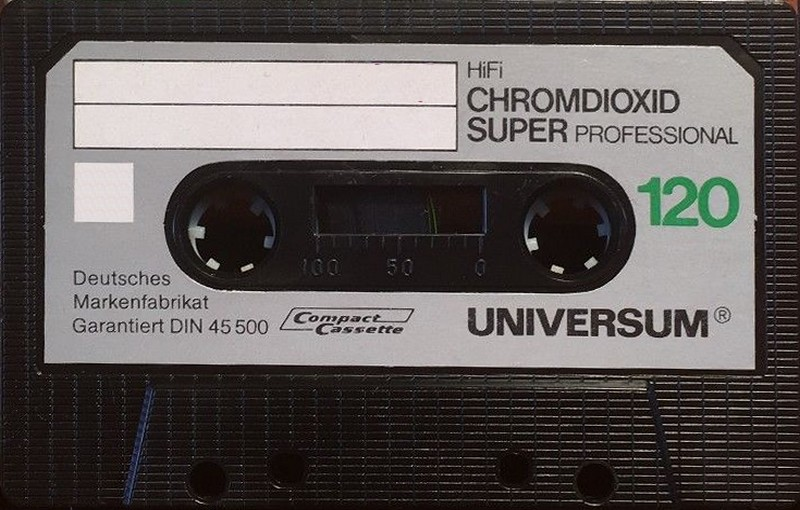 HiFi
CHROMDIOXID
SUPER PROFESSIONAL
120
100 50 0
Deutsches
Markenfabrikat
Garantiert DIN 45 500
Compact
Cassette
UNIVERSUM®